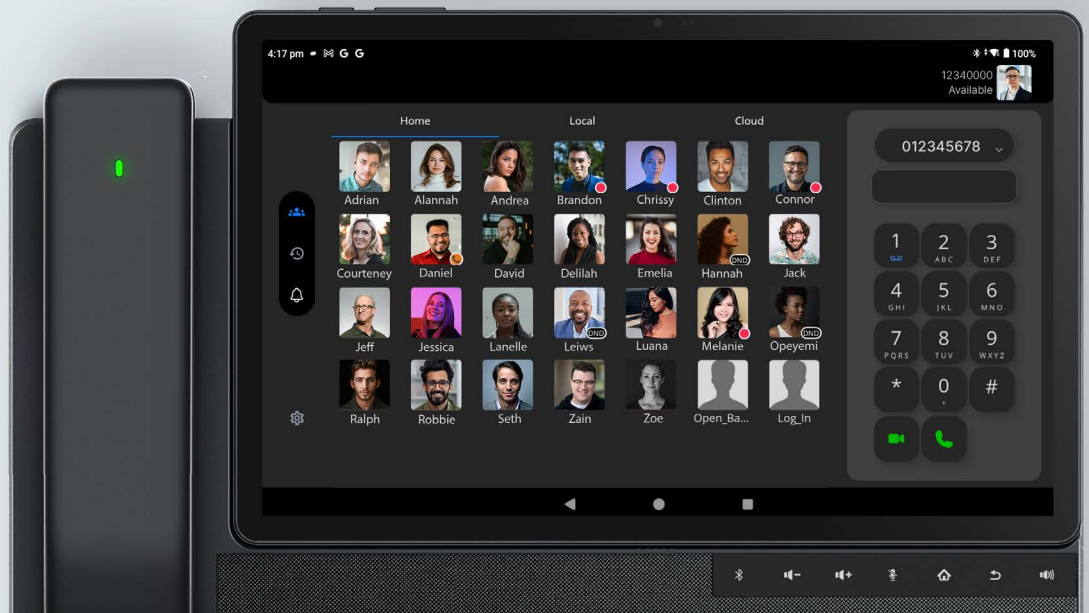 4:17 pm G G 100%
12340000
Available
Home Local Cloud
012345678
Adrian Alannah Andrea Brandon Chrissy Clinton Connor
Courteney Daniel David Delilah Emelia Hannah DND Jack
Jeff Jessica Lanelle Leiws DND Luana Melanie Opeyemi DND
Ralph Robbie Seth Zain Zoe Open_Ba... Log_In
1 2 3
ABC DEF
4 5 6
GHI JKL MNO
7 8 9
PQRS TUV WXYZ
* 0 #
+